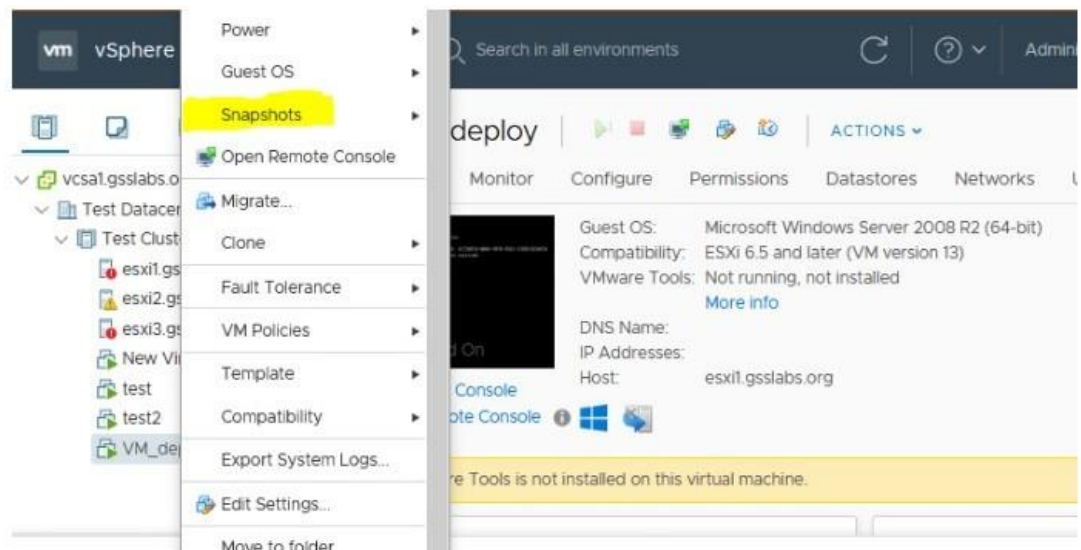 vm vSphere
Search in all environments
Power
Guest OS
Snapshots
Open Remote Console
Migrate...
Clone
Fault Tolerance
VM Policies
Template
Compatibility
Export System Logs...
Edit Settings...
Move to folder
vcsa1.gsslabs.o
Test Datacer
Test Clust
esxi1.gs
esxi2.gs
esxi3.gs
New Vi
test
test2
VM_de
deploy
ACTIONS
Monitor Configure Permissions Datastores Networks
Guest OS: Microsoft Windows Server 2008 R2 (64-bit)
Compatibility: ESXi 6.5 and later (VM version 13)
VMware Tools: Not running, not installed
More info
DNS Name:
IP Addresses:
Host: esxi1.gsslabs.org
d On
Console
ote Console
re Tools is not installed on this virtual machine.